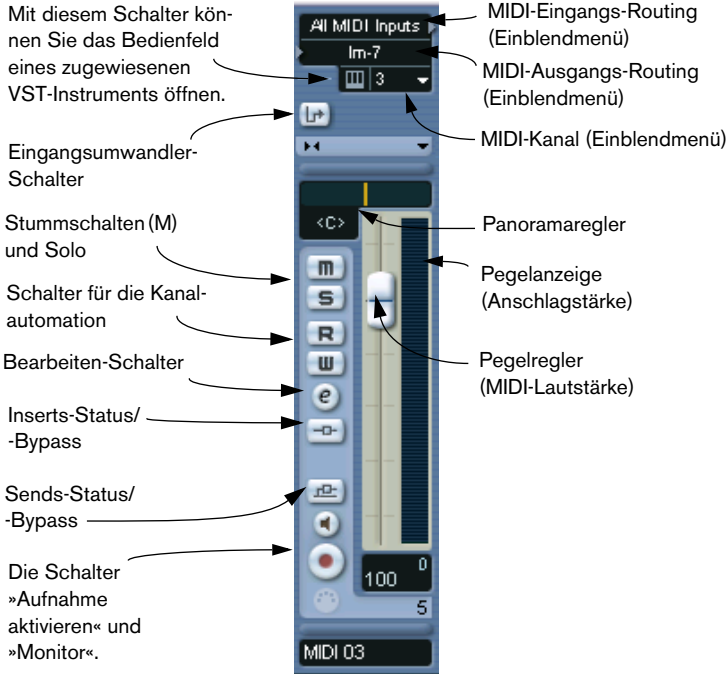 Mit diesem Schalter kön-
nen Sie das Bedienfeld
eines zugewiesenen
VST-Instruments öffnen.
Eingangsumwandler-
Schalter
Stummschalten (M)
und Solo
Schalter für die Kanal-
automation
Bearbeiten-Schalter
Inserts-Status/
-Bypass
Sends-Status/
-Bypass
Die Schalter
»Aufnahme
aktivieren« und
»Monitor«.
All MIDI Inputs
lm-7
3
<C>
m
S
R
W
e
100
0
5
MIDI 03
MIDI-Eingangs-Routing
(Einblendmenü)
MIDI-Ausgangs-Routing
(Einblendmenü)
MIDI-Kanal (Einblendmenü)
Panoramaregler
Pegelanzeige
(Anschlagstärke)
Pegelregler
(MIDI-Lautstärke)